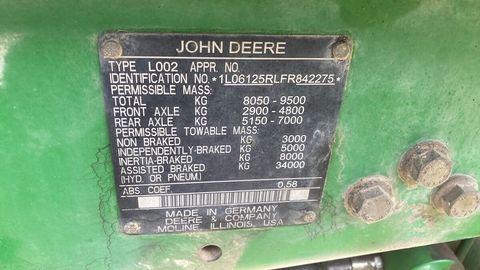 JOHN DEERE
TYPE L002 APPR. NO.
IDENTIFICATION NO. *1L06125RLFR842275*
PERMISSIBLE MASS:
TOTAL KG 8050 - 9500
FRONT AXLE KG 2900 - 4800
REAR AXLE KG 5150 - 7000
PERMISSIBLE TOWABLE MASS:
NON BRAKED KG 3000
INDEPENDENTLY-BRAKED KG 5000
INERTIA-BRAKED KG 8000
ASSISTED BRAKED KG 34000
(HYD. OR PNEUM.)
ABS COEF. 0,58
MADE IN GERMANY
DEERE & COMPANY
MOLINE, ILLINOIS, USA